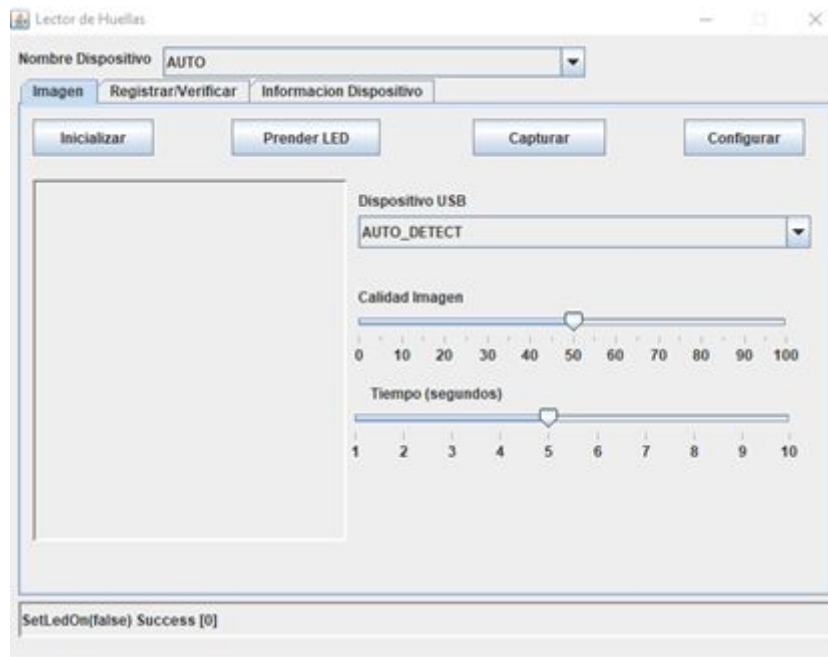 Lector de Huellas
Nombre Dispositivo AUTO
Imagen Registrar/Verificar Informacion Dispositivo
Inicializar Prender LED Capturar Configurar
Dispositivo USB
AUTO_DETECT
Calidad Imagen
0 10 20 30 40 50 60 70 80 90 100
Tiempo (segundos)
1 2 3 4 5 6 7 8 9 10
SetLedOn(false) Success [0]